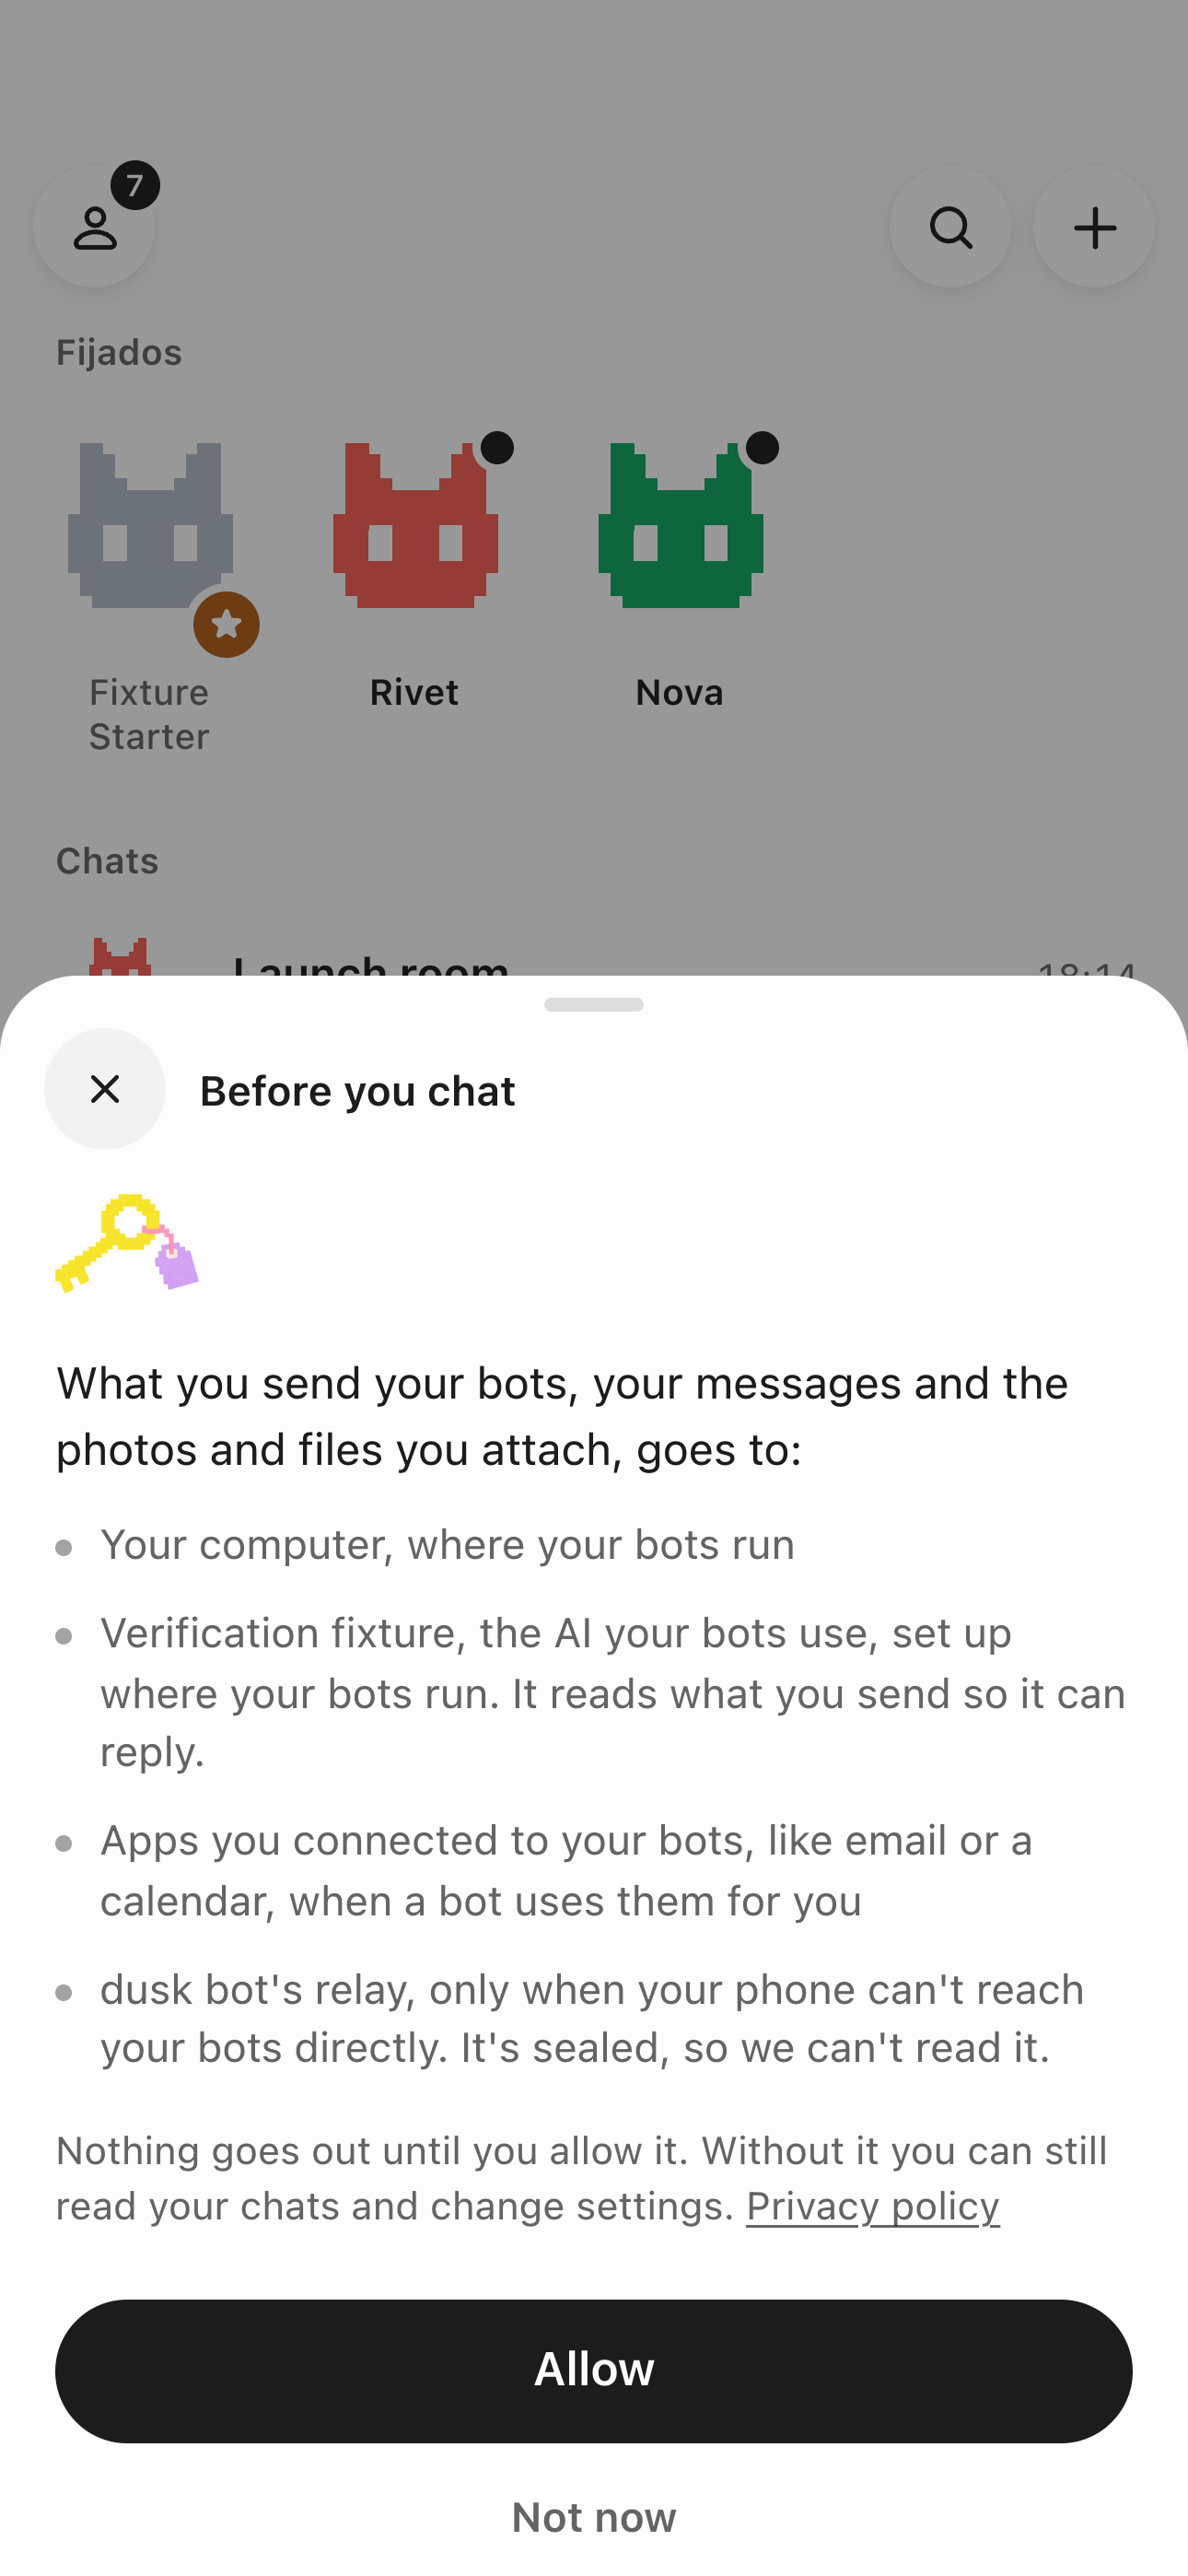 7
Fijados
Fixture
Starter
Rivet
Nova
Chats
Launch room
18:14
Before you chat
What you send your bots, your messages and the
photos and files you attach, goes to:
Your computer, where your bots run
Verification fixture, the AI your bots use, set up
where your bots run. It reads what you send so it can
reply.
Apps you connected to your bots, like email or a
calendar, when a bot uses them for you
dusk bot's relay, only when your phone can't reach
your bots directly. It's sealed, so we can't read it.
Nothing goes out until you allow it. Without it you can still
read your chats and change settings. Privacy policy
Allow
Not now